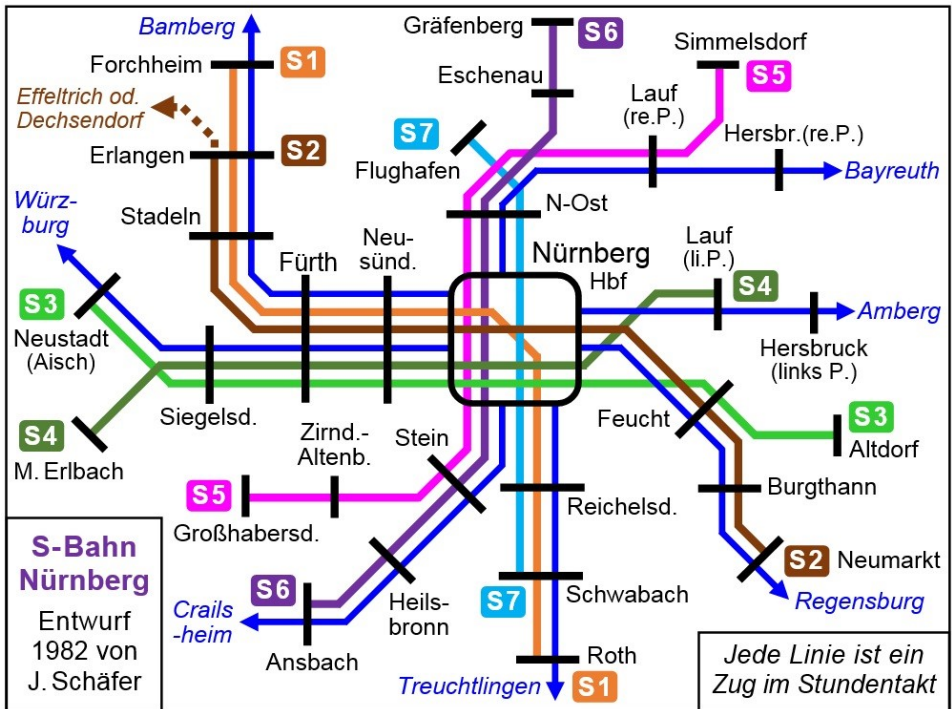 Bamberg
Gräfenberg
S6
Forchheim
S1
Simmelsdorf
S5
Eschenau
Effeltrich od.
Dechsendorf
Lauf
(re.P.)
S7
Hersbr.(re.P.)
Erlangen
S2
Flughafen
Bayreuth
Würz-
burg
Stadeln
N-Ost
Neu-
sünd.
Fürth
Nürnberg
Hbf
Lauf
(li.P.)
S4
S3
Neustadt
(Aisch)
Amberg
Hersbruck
(links P.)
Siegelsd.
S4
M. Erlbach
Zirnd.-
Altenb.
Stein
Feucht
S3
Altdorf
S5
Großhabersd.
Reichelsd.
Burgthann
S-Bahn
Nürnberg
Entwurf
1982 von
J. Schäfer
S6
Crails
-heim
Ansbach
Heils-
bronn
S7
Schwabach
S2
Neumarkt
Regensburg
Roth
Treuchtlingen
S1
Jede Linie ist ein
Zug im Stundentakt